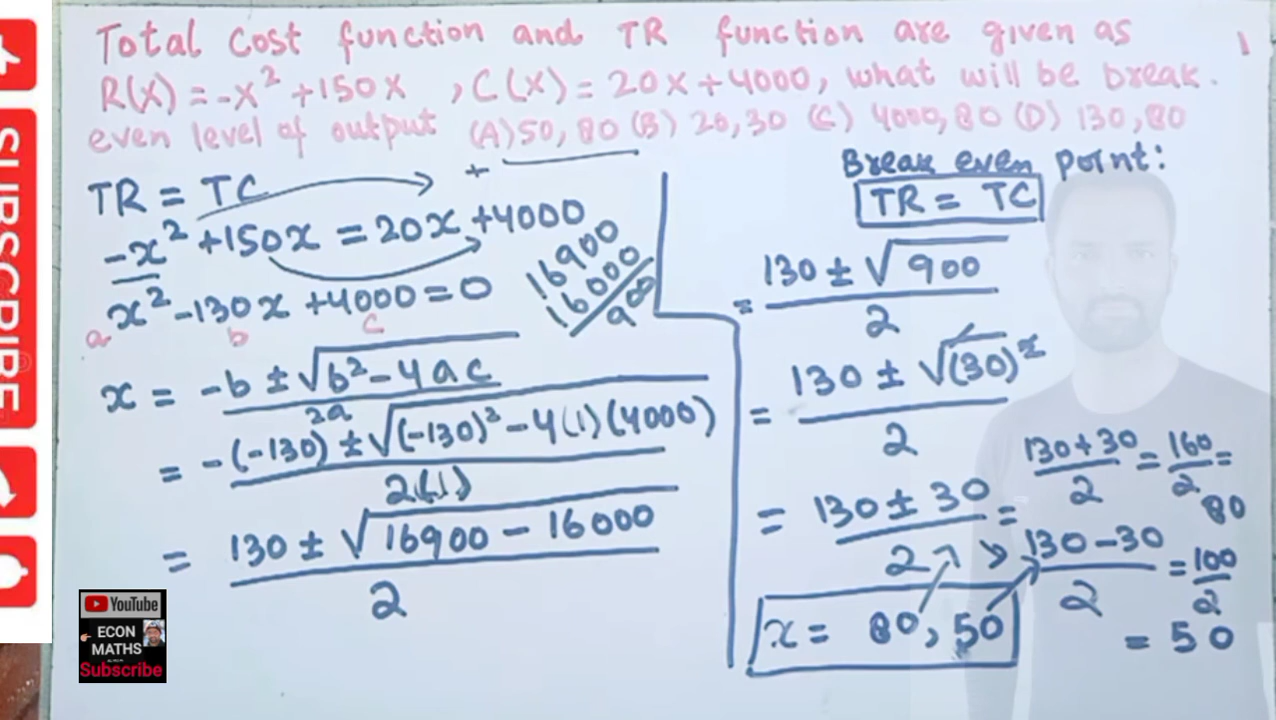 Total Cost function and TR function are given as 1
R(X) = -X² + 150X , C(X) = 20X + 4000, what will be break.
even level of output (A) 50, 80 (B) 20,30 (C) 4000, 80 (D) 130, 80
TR = TC
+
-x² + 150x = 20x + 4000
x² - 130x + 4000 = 0
a b c
16900
16000
900
x = -b ± √b² - 4ac
2a
= -(-130) ± √(-130)² - 4(1)(4000)
2(1)
= 130 ± √16900 - 16000
2
Break even point:
TR = TC
= 130 ± √900
2
= 130 ± √(30)²
2
= 130 ± 30 =
2
130 + 30 = 160 =
2 2
80
130 - 30 = 100
2 2
= 50
x = 80, 50
SUBSCRIBE
YouTube
ECON
MATHS
Subscribe